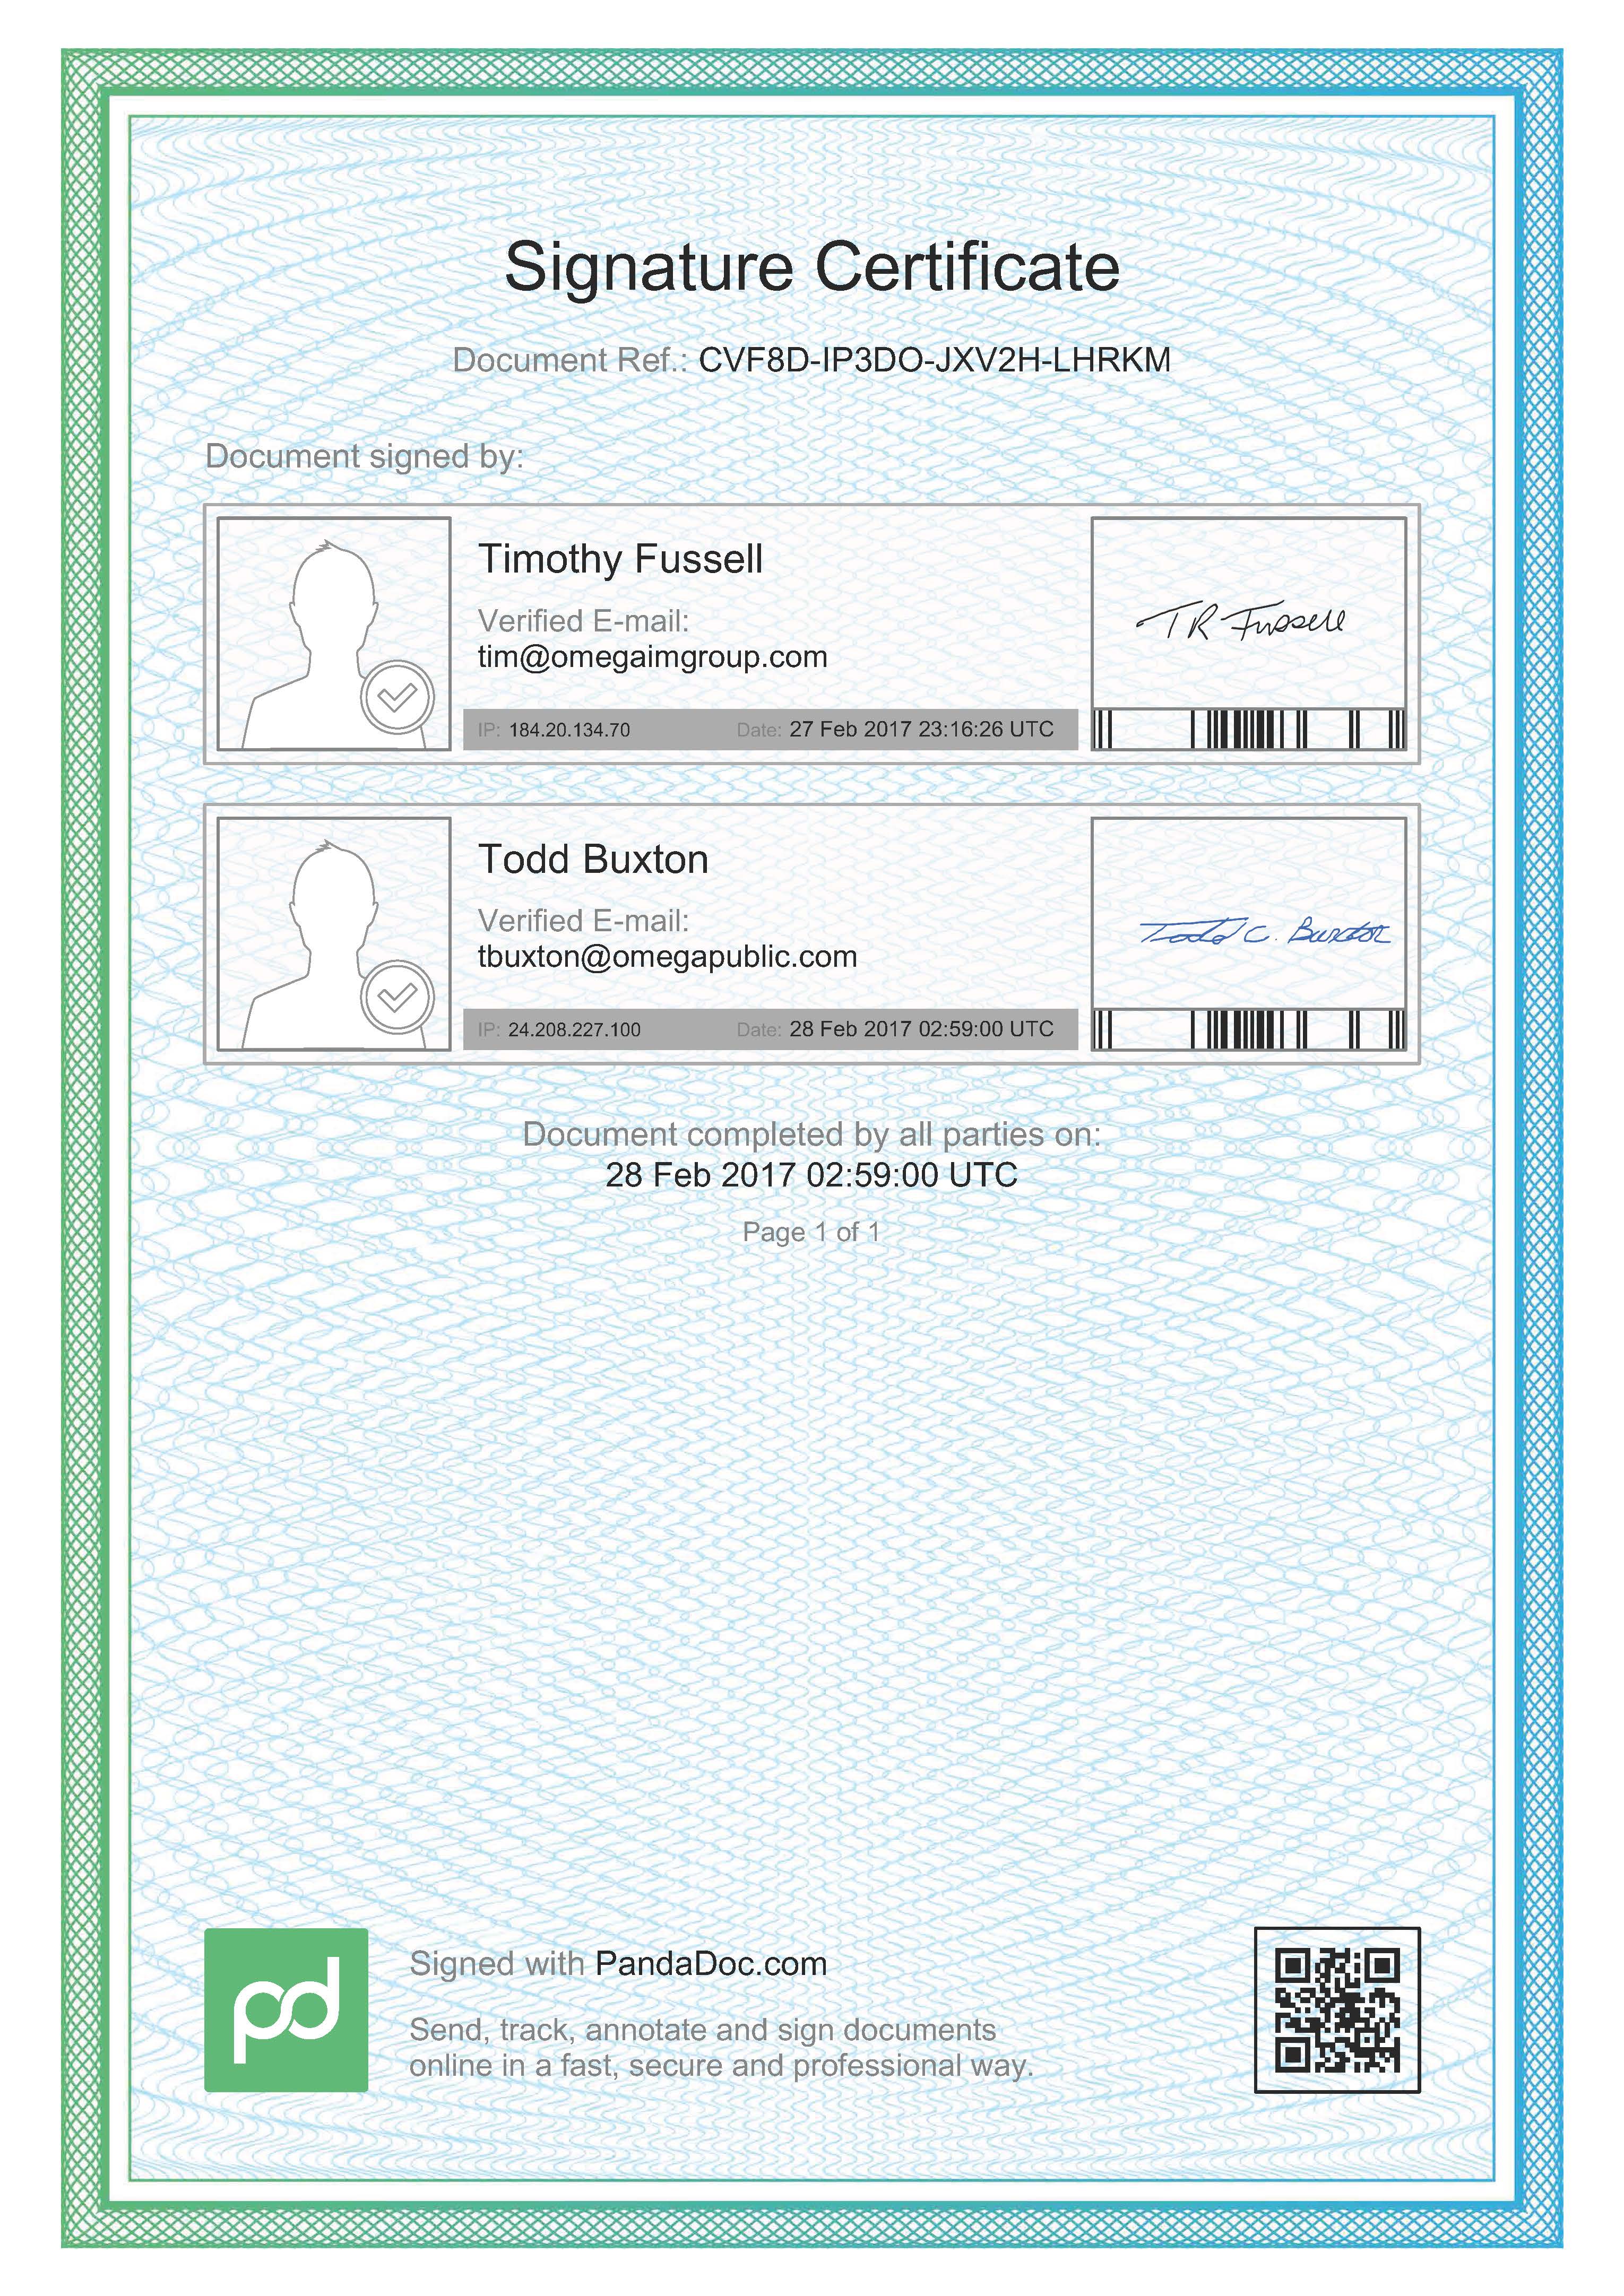 Signature Certificate
Document Ref.: CVF8D-IP3DO-JXV2H-LHRKM
Document signed by:
Timothy Fussell
Verified E-mail:
tim@omegaimgroup.com
IP: 184.20.134.70 Date: 27 Feb 2017 23:16:26 UTC
TR Fussell
Todd Buxton
Verified E-mail:
tbuxton@omegapublic.com
IP: 24.208.227.100 Date: 28 Feb 2017 02:59:00 UTC
Todd C. Buxton
Document completed by all parties on:
28 Feb 2017 02:59:00 UTC
Page 1 of 1
pd
Signed with PandaDoc.com
Send, track, annotate and sign documents
online in a fast, secure and professional way.